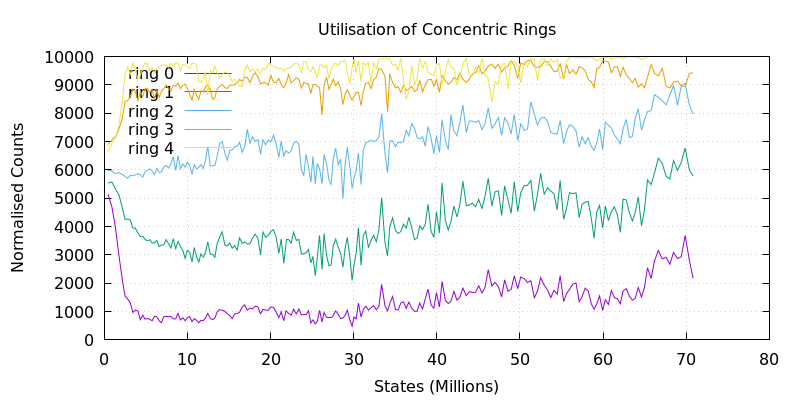 Utilisation of Concentric Rings
Normalised Counts
10000
9000
8000
7000
6000
5000
4000
3000
2000
1000
0
ring 0
ring 1
ring 2
ring 3
ring 4
0 10 20 30 40 50 60 70 80
States (Millions)